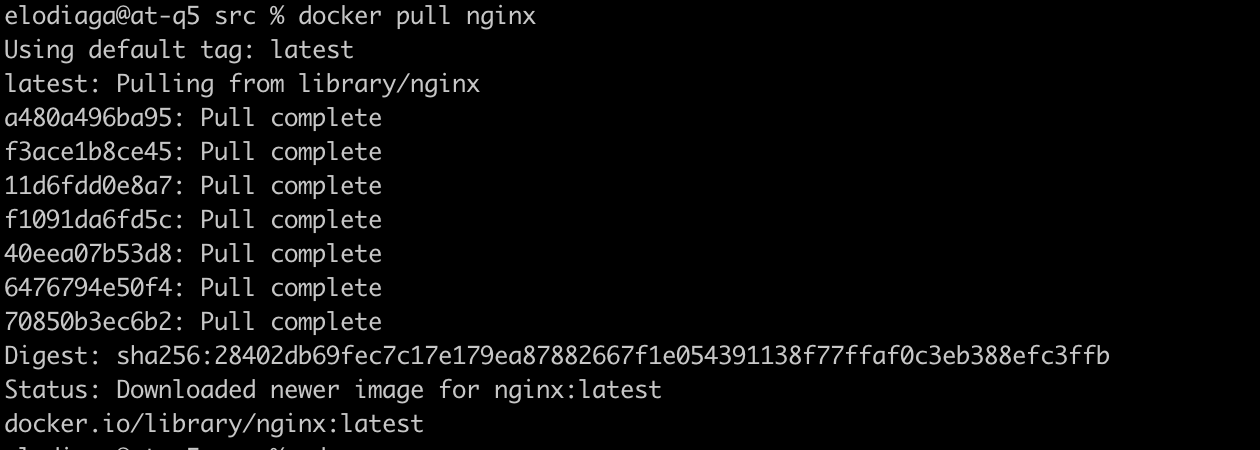 elodiaga@at-q5 src % docker pull nginx
Using default tag: latest
latest: Pulling from library/nginx
a480a496ba95: Pull complete
f3ace1b8ce45: Pull complete
11d6fdd0e8a7: Pull complete
f1091da6fd5c: Pull complete
40eea07b53d8: Pull complete
6476794e50f4: Pull complete
70850b3ec6b2: Pull complete
Digest: sha256:28402db69fec7c17e179ea87882667f1e054391138f77ffaf0c3eb388efc3ffb
Status: Downloaded newer image for nginx:latest
docker.io/library/nginx:latest